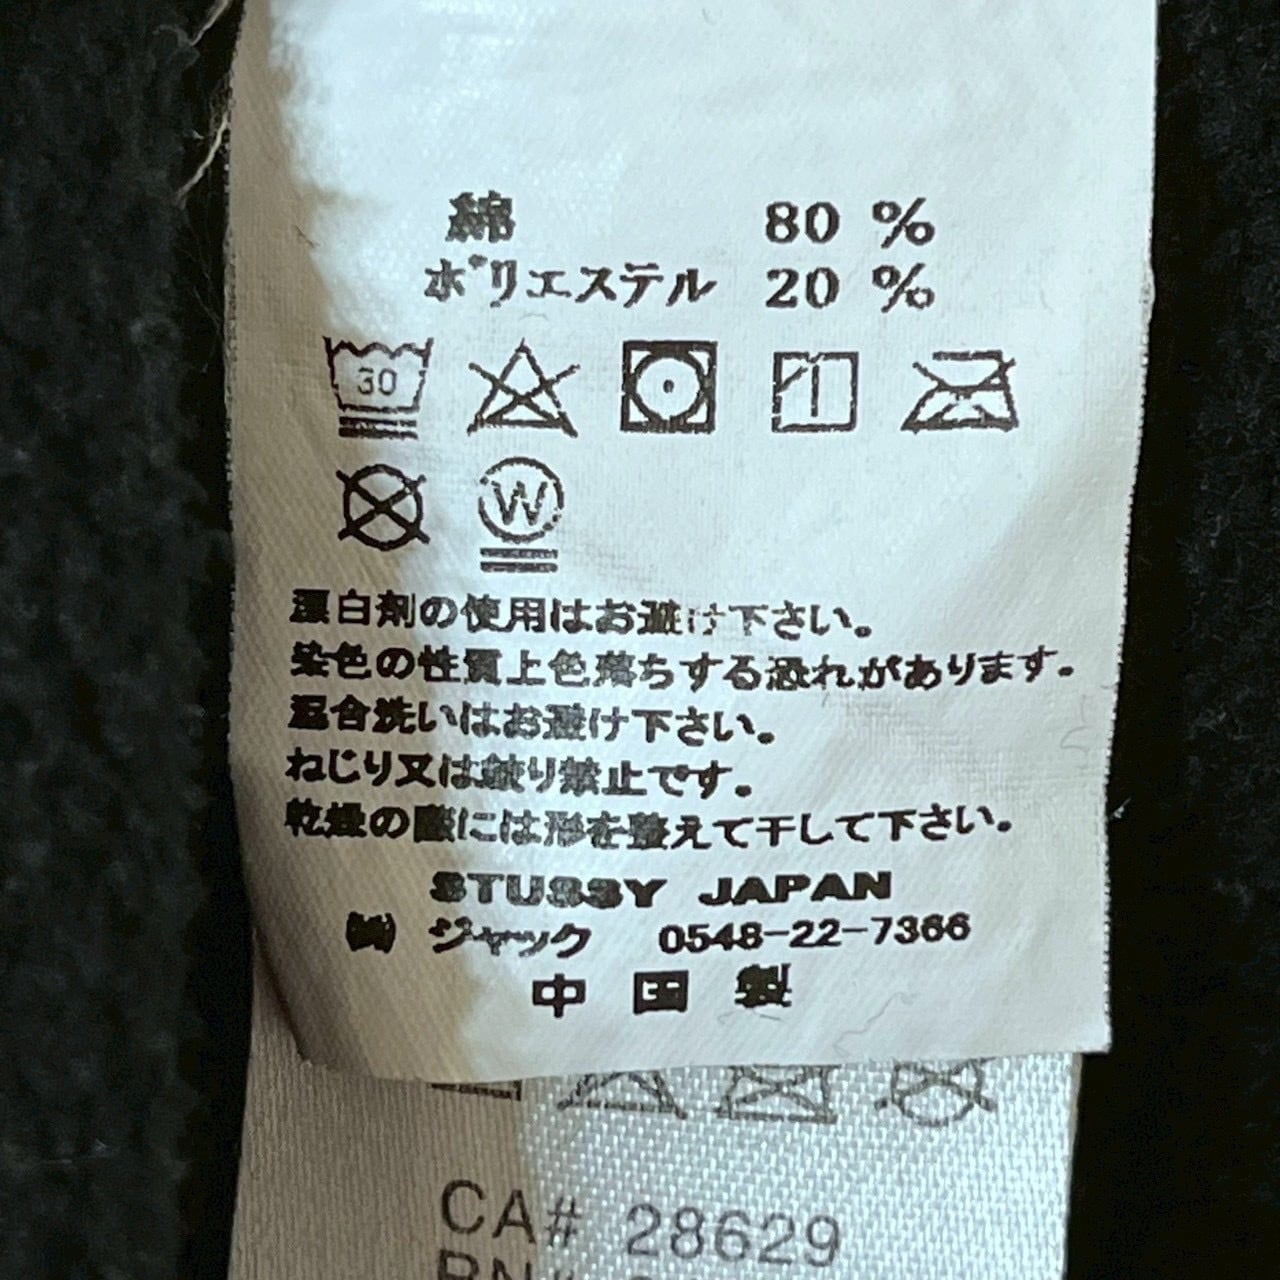 綿 80 %
ポリエステル 20 %
30
W
漂白剤の使用はお避け下さい。
染色の性質上色落ちする恐れがあります。
混合洗いはお避け下さい。
ねじり又は絞り禁止です。
乾燥の際には形を整えて干して下さい。
STUSSY JAPAN
㈱ ジャック 0548-22-7366
中国製
CA# 28629
RN#